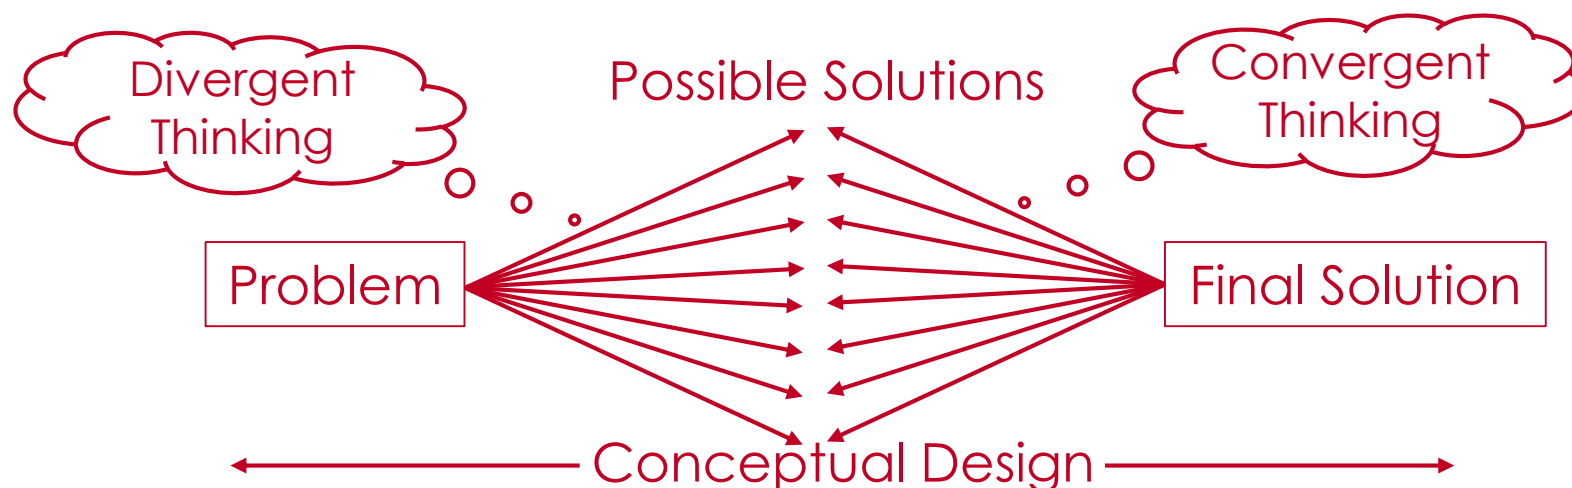 Divergent
Thinking
Possible Solutions
Convergent
Thinking
Problem
Final Solution
Conceptual Design